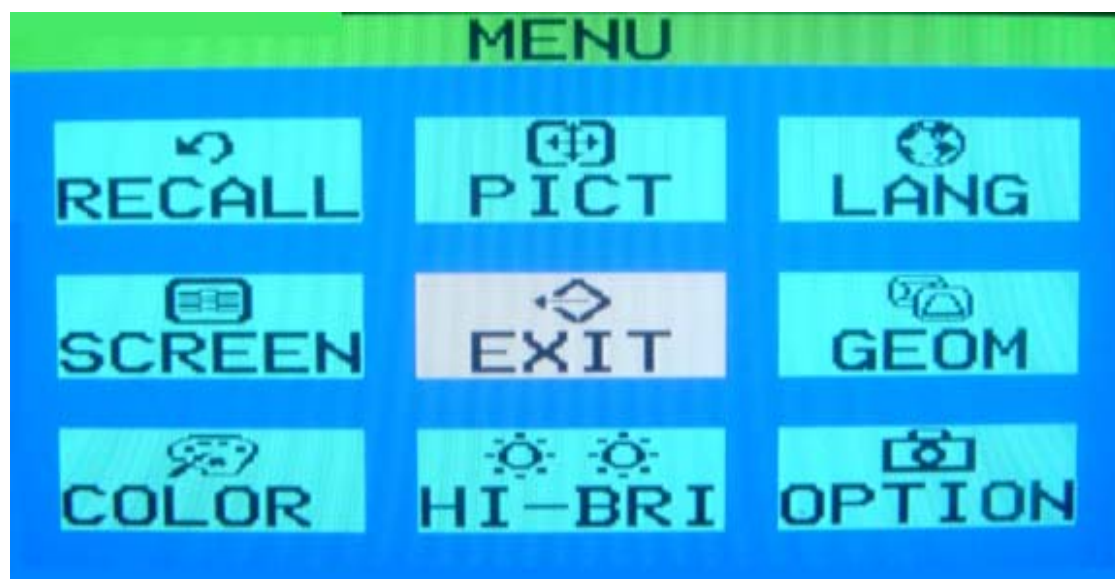 MENU
RECALL PICT LANG
SCREEN EXIT GEOM
COLOR HI-BRI OPTION